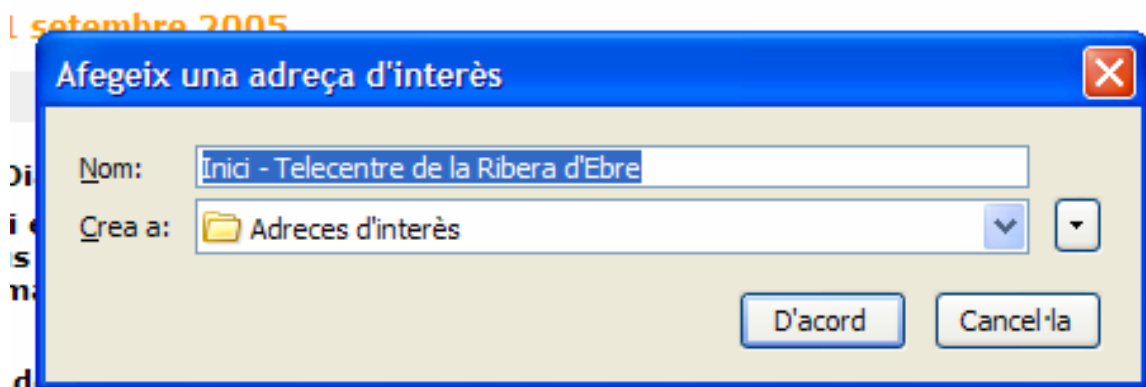 setembre 2005
Afegeix una adreça d'interès
Nom: Inici - Telecentre de la Ribera d'Ebre
Crea a: Adreces d'interès
D'acord Cancel·la